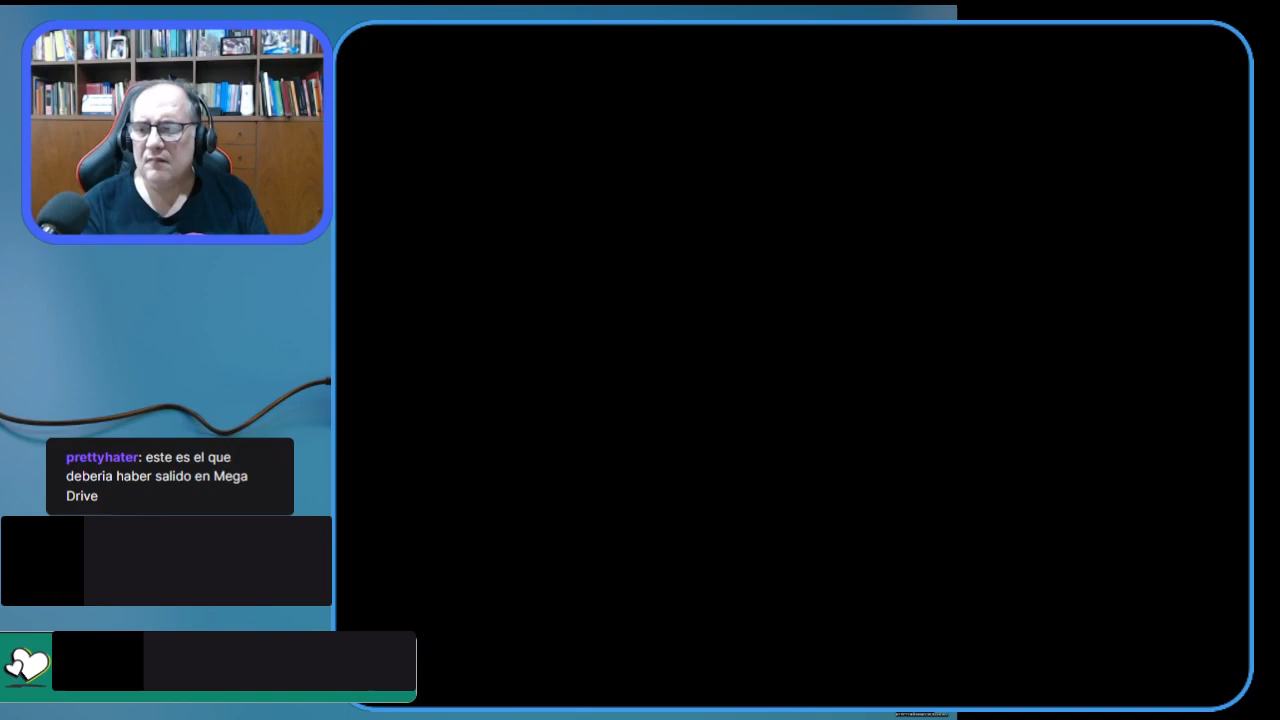 prettyhater: este es el que
deberia haber salido en Mega
Drive